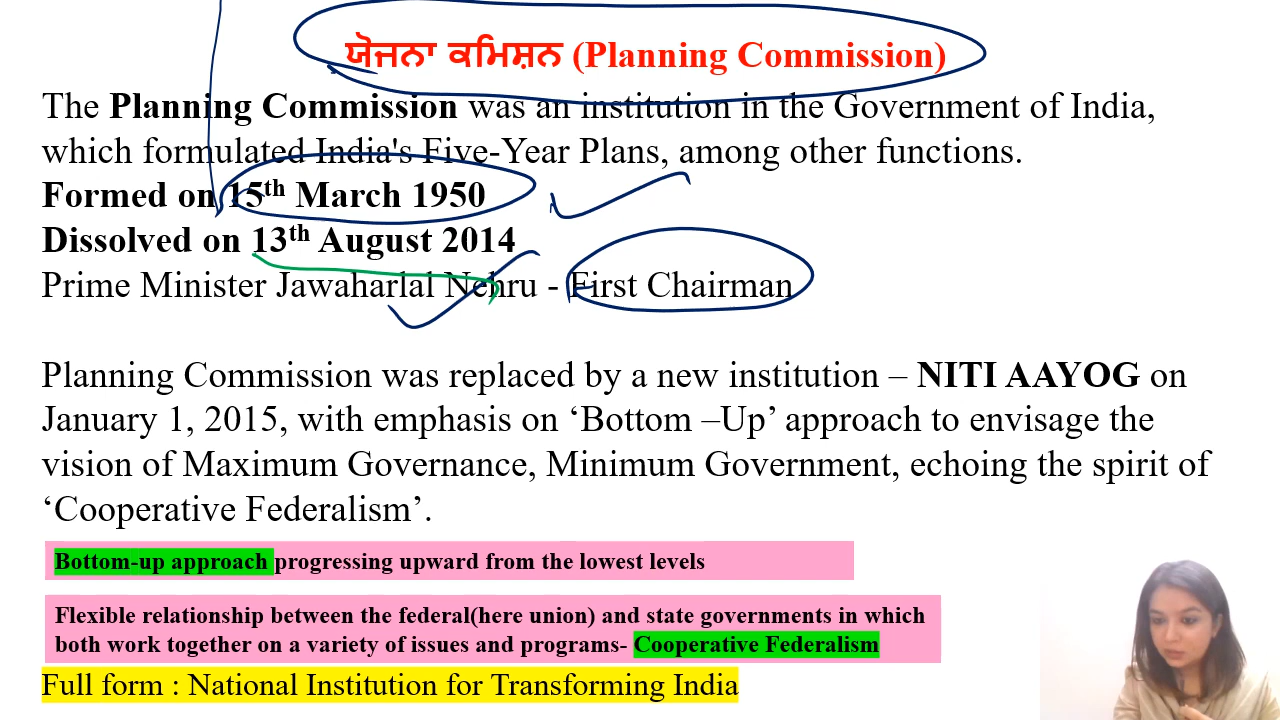 ਯੋਜਨਾ ਕਮਿਸ਼ਨ (Planning Commission)
The Planning Commission was an institution in the Government of India,
which formulated India's Five-Year Plans, among other functions.
Formed on 15th March 1950
Dissolved on 13th August 2014
Prime Minister Jawaharlal Nehru - First Chairman
Planning Commission was replaced by a new institution – NITI AAYOG on
January 1, 2015, with emphasis on ‘Bottom –Up’ approach to envisage the
vision of Maximum Governance, Minimum Government, echoing the spirit of
‘Cooperative Federalism’.
Bottom-up approach progressing upward from the lowest levels
Flexible relationship between the federal(here union) and state governments in which
both work together on a variety of issues and programs- Cooperative Federalism
Full form : National Institution for Transforming India